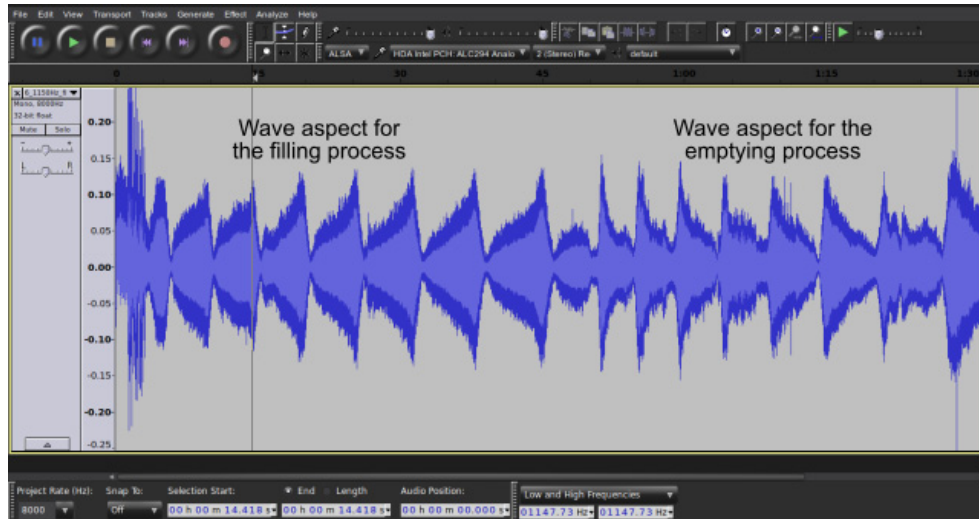 File Edit View Transport Tracks Generate Effect Analyze Help
ALSA HDA Intel PCH: ALC294 Analo 2 (Stereo) Re default
0 15 30 45 1:00 1:15 1:30
6_1150Hz_6
Mono, 8000Hz
32-bit float
Mute Solo
- +
L R
0.20
0.15
0.10
0.05
0.00
-0.05
-0.10
-0.15
-0.20
-0.25
Wave aspect for
the filling process
Wave aspect for the
emptying process
Project Rate (Hz): Snap To: Selection Start: End Length Audio Position: Low and High Frequencies
8000 Off 00 h 00 m 14.418 s 00 h 00 m 14.418 s 00 h 00 m 00.000 s 01147.73 Hz 01147.73 Hz